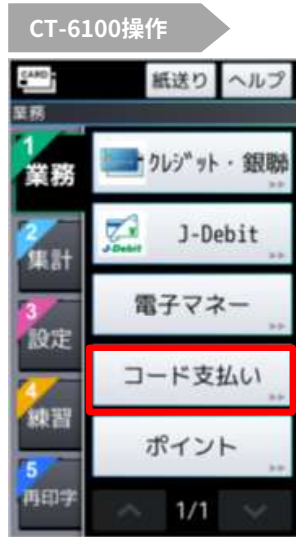 CT-6100操作
CARD
紙送り ヘルプ
業務
1
業務
ｸﾚｼﾞｯﾄ・銀聯
2
集計
J-Debit
J-Debit
電子マネー
3
設定
コード支払い
4
練習
ポイント
5
再印字
1/1